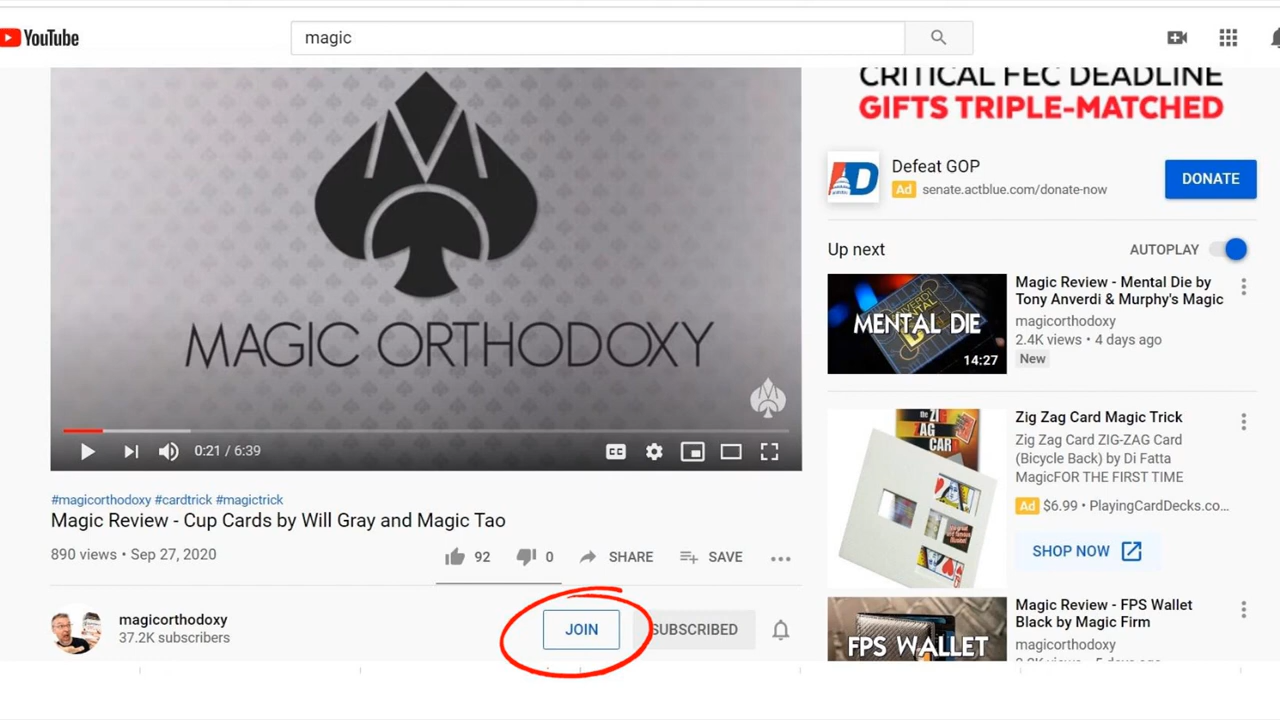 YouTube
magic
MAGIC ORTHODOXY
0:21 / 6:39
CC
#magicorthodoxy #cardtrick #magictrick
Magic Review - Cup Cards by Will Gray and Magic Tao
890 views • Sep 27, 2020
92
0
SHARE
SAVE
magicorthodoxy
37.2K subscribers
JOIN
SUBSCRIBED
CRITICAL FEC DEADLINE
GIFTS TRIPLE-MATCHED
Defeat GOP
Ad senate.actblue.com/donate-now
DONATE
Up next
AUTOPLAY
MENTAL DIE
14:27
Magic Review - Mental Die by
Tony Anverdi & Murphy's Magic
magicorthodoxy
2.4K views • 4 days ago
New
ZIG
ZAG
CARD
Zig Zag Card Magic Trick
Zig Zag Card ZIG-ZAG Card
(Bicycle Back) by Di Fatta
MagicFOR THE FIRST TIME
Ad $6.99 • PlayingCardDecks.co...
SHOP NOW
FPS WALLET
Magic Review - FPS Wallet
Black by Magic Firm
magicorthodoxy